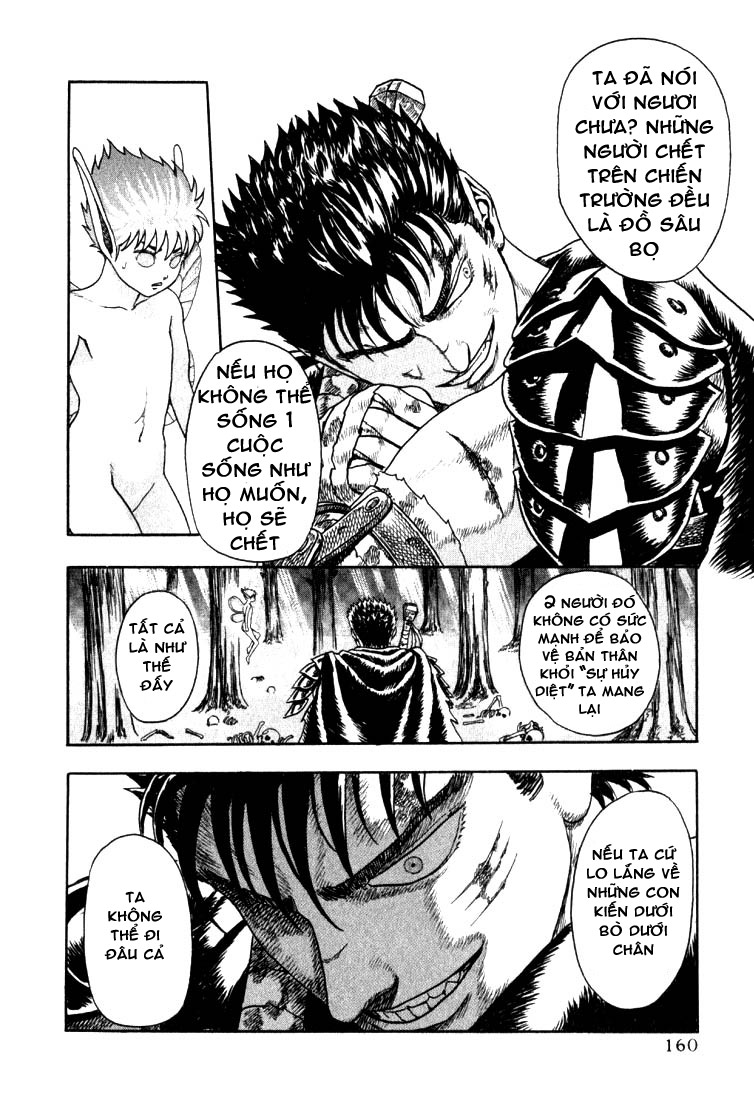 TA ĐÃ NÓI
VỚI NGƯƠI
CHƯA? NHỮNG
NGƯỜI CHẾT
TRÊN CHIẾN
TRƯỜNG ĐỀU
LÀ ĐỒ SÂU
BỌ
NẾU HỌ
KHÔNG THỂ
SỐNG 1
CUỘC
SỐNG NHƯ
HỌ MUỐN,
HỌ SẼ
CHẾT
2 NGƯỜI ĐÓ
KHÔNG CÓ SỨC
MẠNH ĐỂ BẢO
VỆ BẢN THÂN
KHỎI "SỰ HỦY
DIỆT" TA MANG
LẠI
TẤT CẢ
LÀ NHƯ
THẾ
ĐẤY
NẾU TA CỨ
LO LẮNG VỀ
NHỮNG CON
KIẾN DƯỚI
BÒ DƯỚI
CHÂN
TA
KHÔNG
THỂ ĐI
ĐÂU CẢ
160